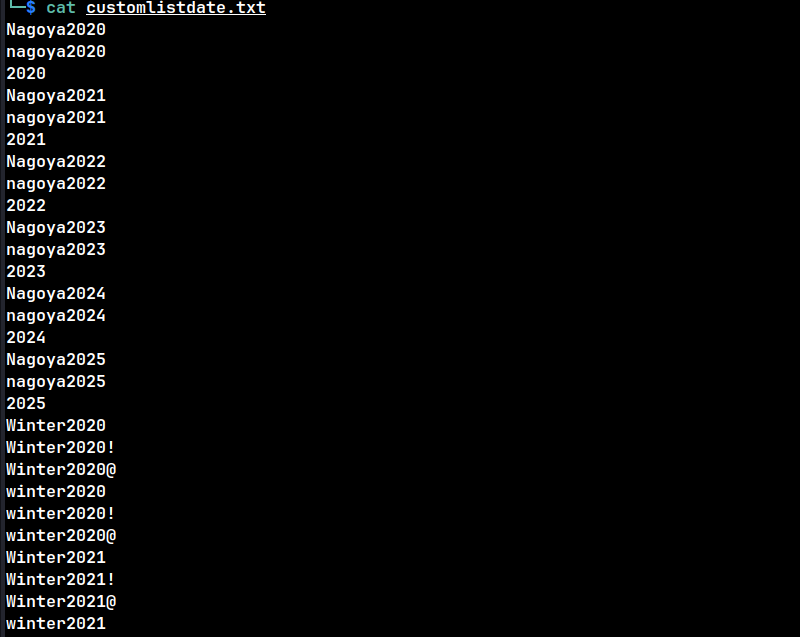 └─$ cat customlistdate.txt
Nagoya2020
nagoya2020
2020
Nagoya2021
nagoya2021
2021
Nagoya2022
nagoya2022
2022
Nagoya2023
nagoya2023
2023
Nagoya2024
nagoya2024
2024
Nagoya2025
nagoya2025
2025
Winter2020
Winter2020!
Winter2020@
winter2020
winter2020!
winter2020@
Winter2021
Winter2021!
Winter2021@
winter2021